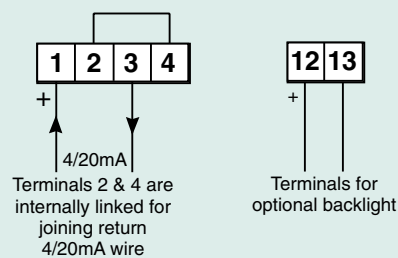 1 2 3 4
+
4/20mA
Terminals 2 & 4 are
internally linked for
joining return
4/20mA wire
12 13
+
Terminals for
optional backlight